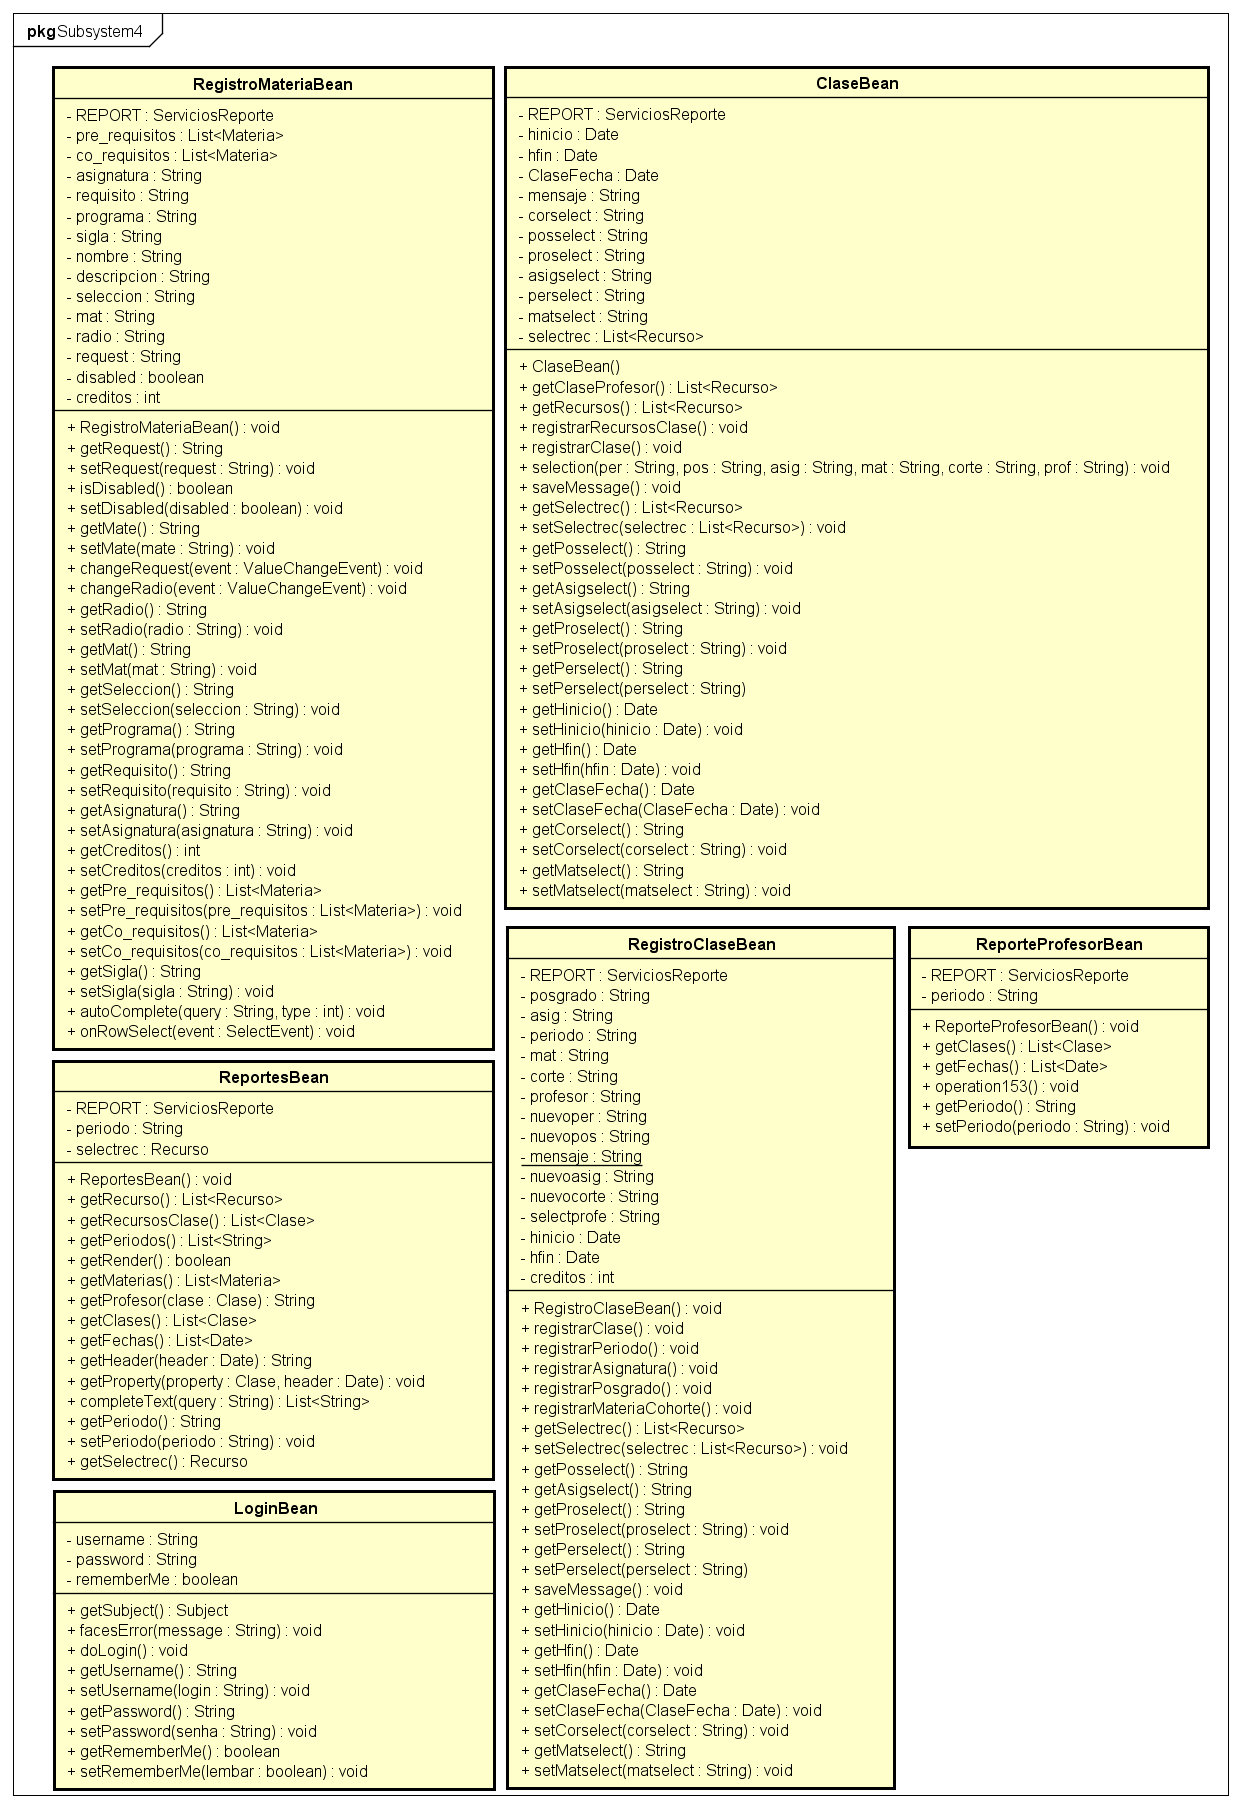 pkg Subsystem4
RegistroMateriaBean
- REPORT : ServiciosReporte
- pre_requisitos : List<Materia>
- co_requisitos : List<Materia>
- asignatura : String
- requisito : String
- programa : String
- sigla : String
- nombre : String
- descripcion : String
- seleccion : String
- mat : String
- radio : String
- request : String
- disabled : boolean
- creditos : int
+ RegistroMateriaBean() : void
+ getRequest() : String
+ setRequest(request : String) : void
+ isDisabled() : boolean
+ setDisabled(disabled : boolean) : void
+ getMate() : String
+ setMate(mate : String) : void
+ changeRequest(event : ValueChangeEvent) : void
+ changeRadio(event : ValueChangeEvent) : void
+ getRadio() : String
+ setRadio(radio : String) : void
+ getMat() : String
+ setMat(mat : String) : void
+ getSeleccion() : String
+ setSeleccion(seleccion : String) : void
+ getPrograma() : String
+ setPrograma(programa : String) : void
+ getRequisito() : String
+ setRequisito(requisito : String) : void
+ getAsignatura() : String
+ setAsignatura(asignatura : String) : void
+ getCreditos() : int
+ setCreditos(creditos : int) : void
+ getPre_requisitos() : List<Materia>
+ setPre_requisitos(pre_requisitos : List<Materia>) : void
+ getCo_requisitos() : List<Materia>
+ setCo_requisitos(co_requisitos : List<Materia>) : void
+ getSigla() : String
+ setSigla(sigla : String) : void
+ autoComplete(query : String, type : int) : void
+ onRowSelect(event : SelectEvent) : void
ClaseBean
- REPORT : ServiciosReporte
- hinicio : Date
- hfin : Date
- ClaseFecha : Date
- mensaje : String
- corselect : String
- posselect : String
- proselect : String
- asigselect : String
- perselect : String
- matselect : String
- selectrec : List<Recurso>
+ ClaseBean()
+ getClaseProfesor() : List<Recurso>
+ getRecursos() : List<Recurso>
+ registrarRecursosClase() : void
+ registrarClase() : void
+ selection(per : String, pos : String, asig : String, mat : String, corte : String, prof : String) : void
+ saveMessage() : void
+ getSelectrec() : List<Recurso>
+ setSelectrec(selectrec : List<Recurso>) : void
+ getPosselect() : String
+ setPosselect(posselect : String) : void
+ getAsigselect() : String
+ setAsigselect(asigselect : String) : void
+ getProselect() : String
+ setProselect(proselect : String) : void
+ getPerselect() : String
+ setPerselect(perselect : String)
+ getHinicio() : Date
+ setHinicio(hinicio : Date) : void
+ getHfin() : Date
+ setHfin(hfin : Date) : void
+ getClaseFecha() : Date
+ setClaseFecha(ClaseFecha : Date) : void
+ getCorselect() : String
+ setCorselect(corselect : String) : void
+ getMatselect() : String
+ setMatselect(matselect : String) : void
ReportesBean
- REPORT : ServiciosReporte
- periodo : String
- selectrec : Recurso
+ ReportesBean() : void
+ getRecurso() : List<Recurso>
+ getRecursosClase() : List<Clase>
+ getPeriodos() : List<String>
+ getRender() : boolean
+ getMaterias() : List<Materia>
+ getProfesor(clase : Clase) : String
+ getClases() : List<Clase>
+ getFechas() : List<Date>
+ getHeader(header : Date) : String
+ getProperty(property : Clase, header : Date) : void
+ completeText(query : String) : List<String>
+ getPeriodo() : String
+ setPeriodo(periodo : String) : void
+ getSelectrec() : Recurso
LoginBean
- username : String
- password : String
- rememberMe : boolean
+ getSubject() : Subject
+ facesError(message : String) : void
+ doLogin() : void
+ getUsername() : String
+ setUsername(login : String) : void
+ getPassword() : String
+ setPassword(senha : String) : void
+ getRememberMe() : boolean
+ setRememberMe(lembar : boolean) : void
RegistroClaseBean
- REPORT : ServiciosReporte
- posgrado : String
- asig : String
- periodo : String
- mat : String
- corte : String
- profesor : String
- nuevoper : String
- nuevopos : String
- mensaje : String
- nuevoasig : String
- nuevocorte : String
- selectprofe : String
- hinicio : Date
- hfin : Date
- creditos : int
+ RegistroClaseBean() : void
+ registrarClase() : void
+ registrarPeriodo() : void
+ registrarAsignatura() : void
+ registrarPosgrado() : void
+ registrarMateriaCohorte() : void
+ getSelectrec() : List<Recurso>
+ setSelectrec(selectrec : List<Recurso>) : void
+ getPosselect() : String
+ getAsigselect() : String
+ getProselect() : String
+ setProselect(proselect : String) : void
+ getPerselect() : String
+ setPerselect(perselect : String)
+ saveMessage() : void
+ getHinicio() : Date
+ setHinicio(hinicio : Date) : void
+ getHfin() : Date
+ setHfin(hfin : Date) : void
+ getClaseFecha() : Date
+ setClaseFecha(ClaseFecha : Date) : void
+ setCorselect(corselect : String) : void
+ getMatselect() : String
+ setMatselect(matselect : String) : void
ReporteProfesorBean
- REPORT : ServiciosReporte
- periodo : String
+ ReporteProfesorBean() : void
+ getClases() : List<Clase>
+ getFechas() : List<Date>
+ operation153() : void
+ getPeriodo() : String
+ setPeriodo(periodo : String) : void